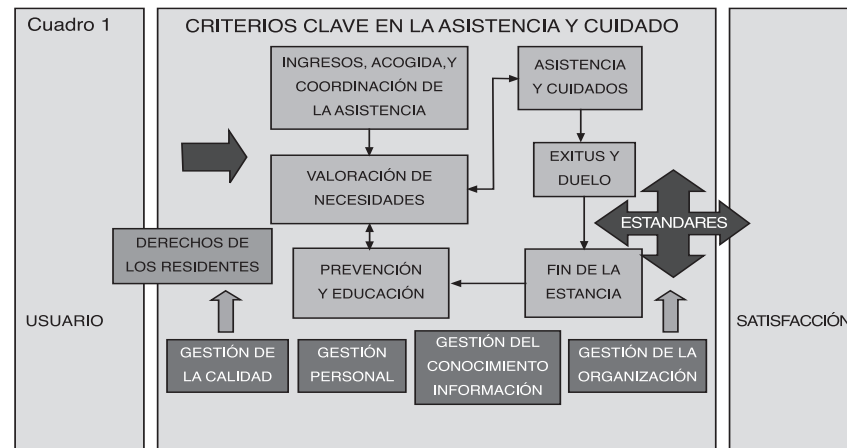 Cuadro 1
CRITERIOS CLAVE EN LA ASISTENCIA Y CUIDADO
INGRESOS, ACOGIDA,Y
COORDINACIÓN DE
LA ASISTENCIA
ASISTENCIA
Y CUIDADOS
VALORACIÓN DE
NECESIDADES
EXITUS Y
DUELO
ESTANDARES
DERECHOS DE
LOS RESIDENTES
PREVENCIÓN
Y EDUCACIÓN
FIN DE LA
ESTANCIA
USUARIO
SATISFACCIÓN
GESTIÓN DE
LA CALIDAD
GESTIÓN
PERSONAL
GESTIÓN DEL
CONOCIMIENTO
INFORMACIÓN
GESTIÓN DE LA
ORGANIZACIÓN